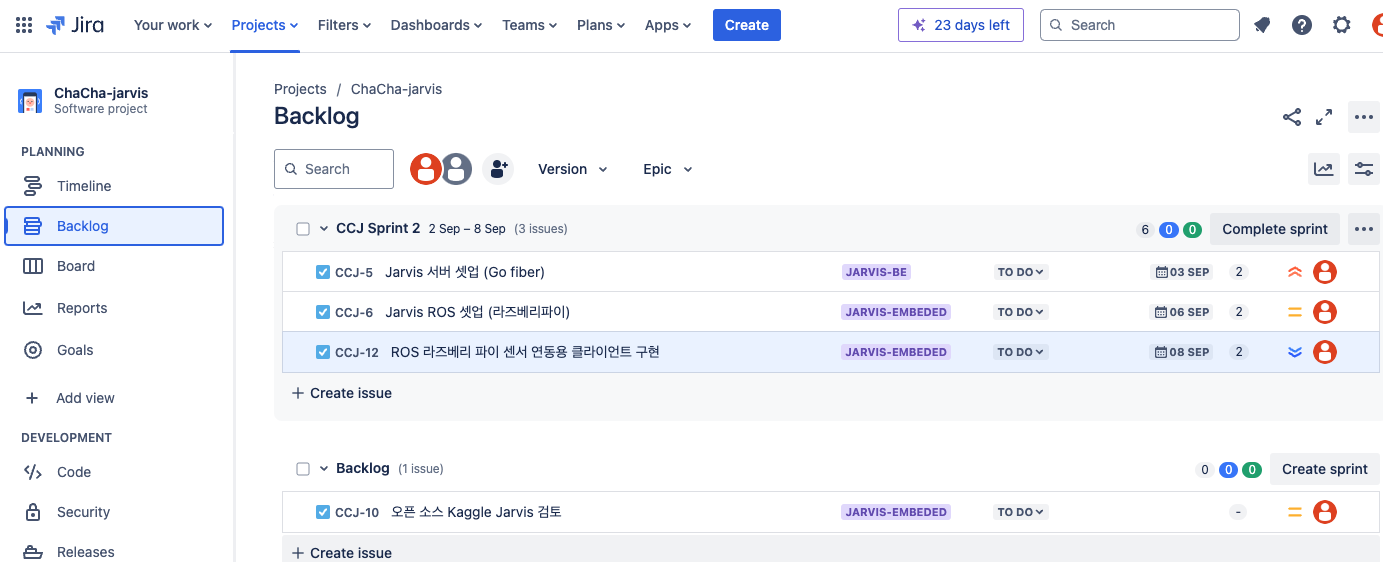 Jira
Your work
Projects
Filters
Dashboards
Teams
Plans
Apps
Create
23 days left
Search
ChaCha-jarvis
Software project
PLANNING
Timeline
Backlog
Board
Reports
Goals
Add view
DEVELOPMENT
Code
Security
Releases
Projects / ChaCha-jarvis
Backlog
Search
Version
Epic
CCJ Sprint 2 2 Sep – 8 Sep (3 issues) 6 0 0 Complete sprint
CCJ-5 Jarvis 서버 셋업 (Go fiber) JARVIS-BE TO DO 03 SEP 2
CCJ-6 Jarvis ROS 셋업 (라즈베리파이) JARVIS-EMBEDED TO DO 06 SEP 2
CCJ-12 ROS 라즈베리 파이 센서 연동용 클라이언트 구현 JARVIS-EMBEDED TO DO 08 SEP 2
Create issue
Backlog (1 issue) 0 0 0 Create sprint
CCJ-10 오픈 소스 Kaggle Jarvis 검토 JARVIS-EMBEDED TO DO -
Create issue